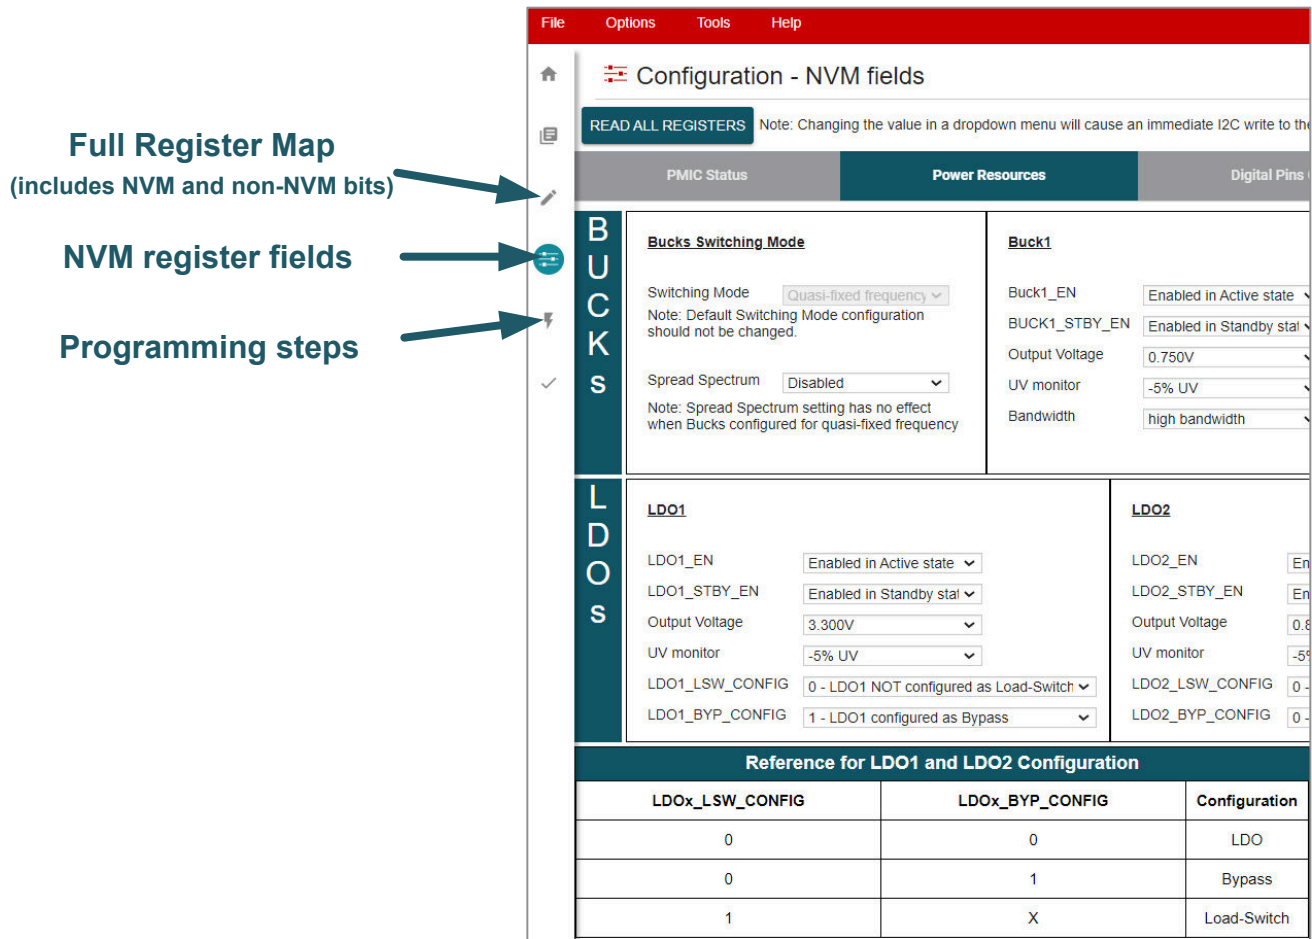 File Options Tools Help
Configuration - NVM fields
READ ALL REGISTERS Note: Changing the value in a dropdown menu will cause an immediate I2C write to the
PMIC Status Power Resources Digital Pins
Full Register Map
(includes NVM and non-NVM bits)
NVM register fields
Programming steps
BUCKs
Bucks Switching Mode
Switching Mode Quasi-fixed frequency
Note: Default Switching Mode configuration
should not be changed.
Spread Spectrum Disabled
Note: Spread Spectrum setting has no effect
when Bucks configured for quasi-fixed frequency
Buck1
Buck1_EN Enabled in Active state
BUCK1_STBY_EN Enabled in Standby stat
Output Voltage 0.750V
UV monitor -5% UV
Bandwidth high bandwidth
LDOs
LDO1
LDO1_EN Enabled in Active state
LDO1_STBY_EN Enabled in Standby stat
Output Voltage 3.300V
UV monitor -5% UV
LDO1_LSW_CONFIG 0 - LDO1 NOT configured as Load-Switch
LDO1_BYP_CONFIG 1 - LDO1 configured as Bypass
LDO2
LDO2_EN En
LDO2_STBY_EN En
Output Voltage 0.8
UV monitor -5%
LDO2_LSW_CONFIG 0 -
LDO2_BYP_CONFIG 0 -
Reference for LDO1 and LDO2 Configuration
LDOx_LSW_CONFIG LDOx_BYP_CONFIG Configuration
0 0 LDO
0 1 Bypass
1 X Load-Switch